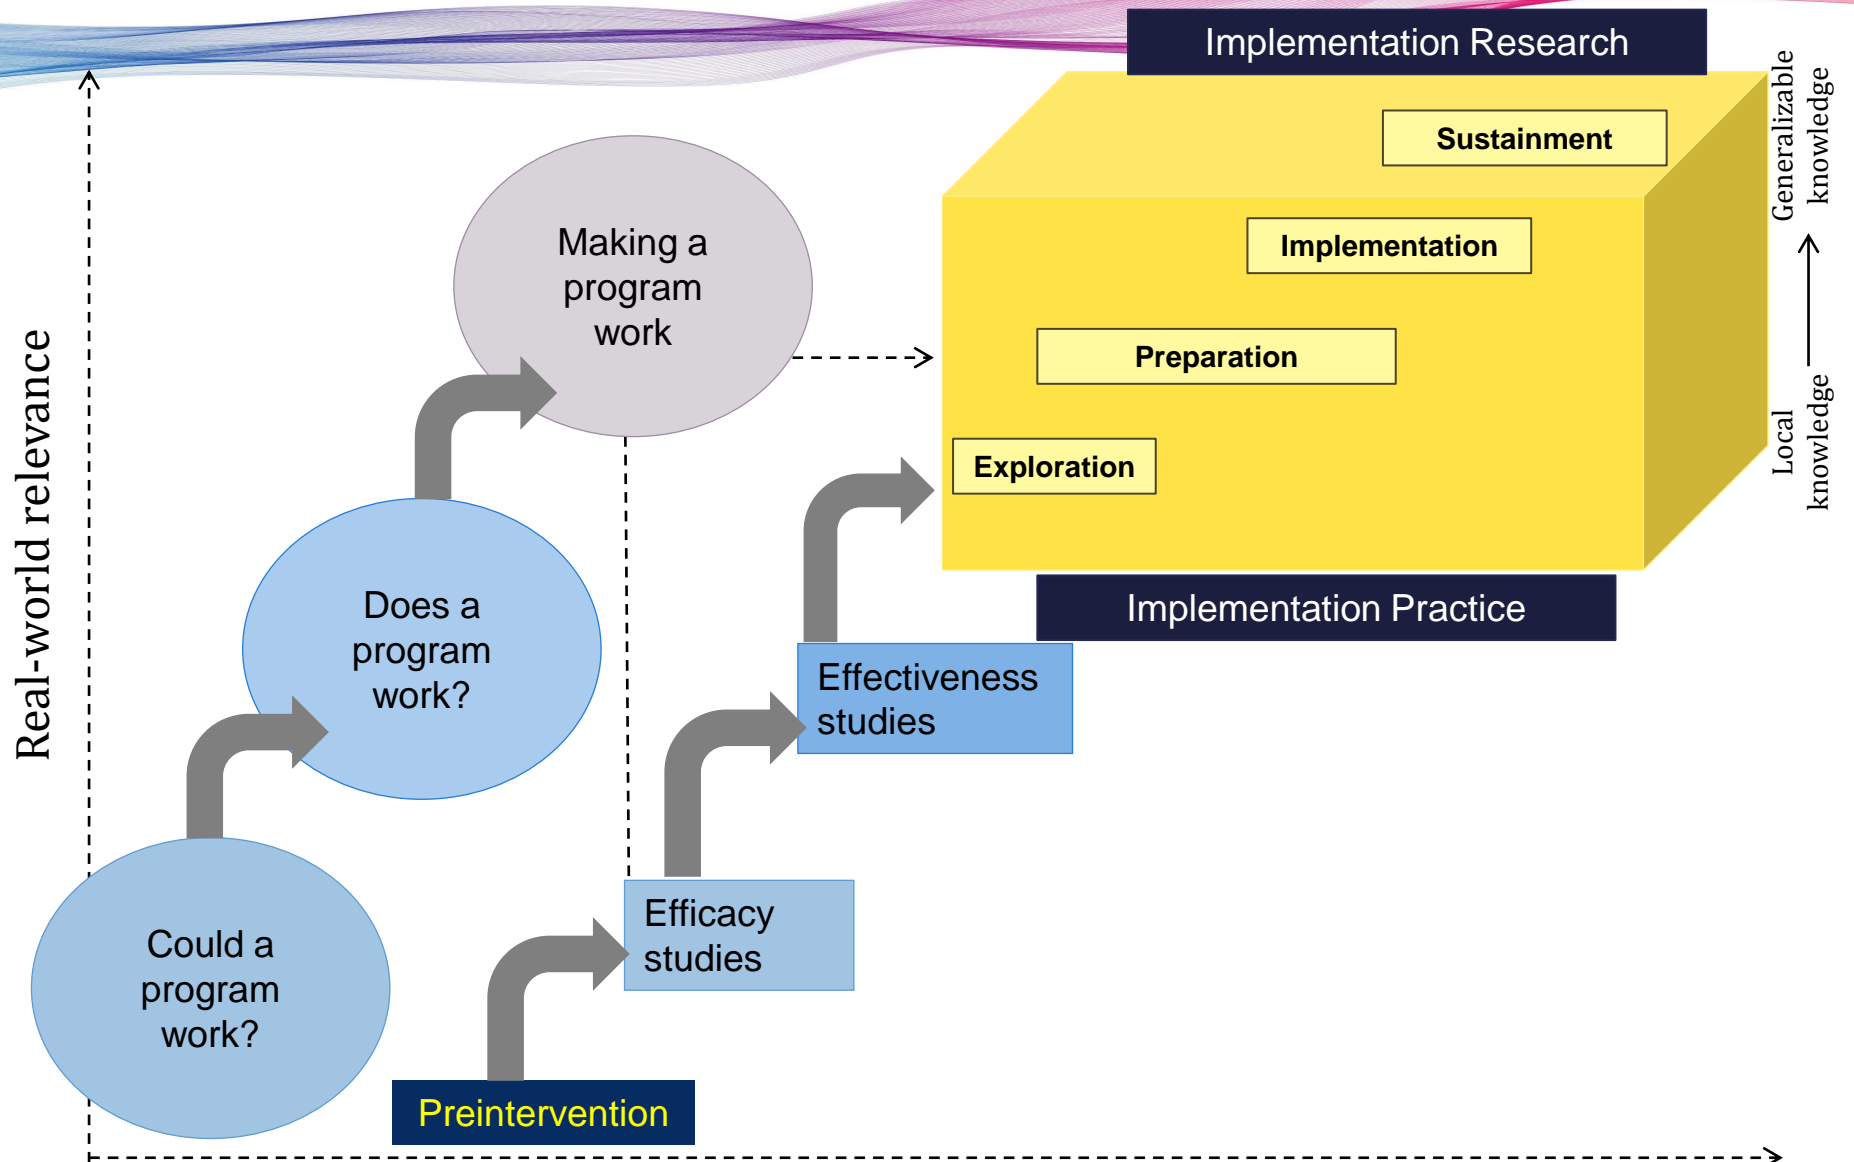 Implementation Research
Generalizable
knowledge
Sustainment
Making a
program
work
Implementation
Preparation
Real-world relevance
Local
knowledge
Exploration
Does a
program
work?
Implementation Practice
Effectiveness
studies
Efficacy
studies
Could a
program
work?
Preintervention